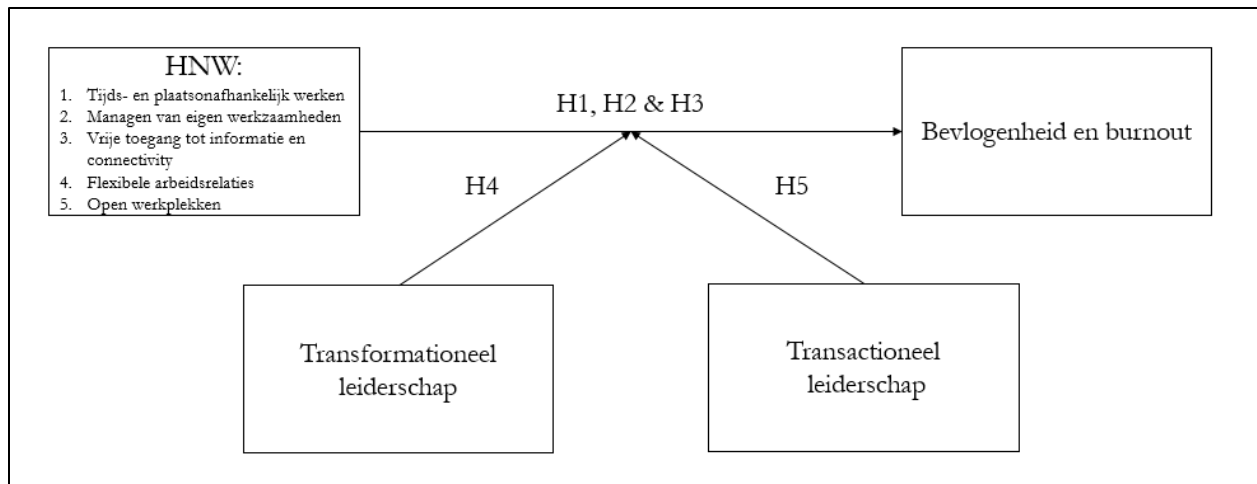 HNW:
1. Tijds- en plaatsonafhankelijk werken
2. Managen van eigen werkzaamheden
3. Vrije toegang tot informatie en
connectivity
4. Flexibele arbeidsrelaties
5. Open werkplekken
H1, H2 & H3
Bevlogenheid en burnout
H4
H5
Transformationeel
leiderschap
Transactioneel
leiderschap